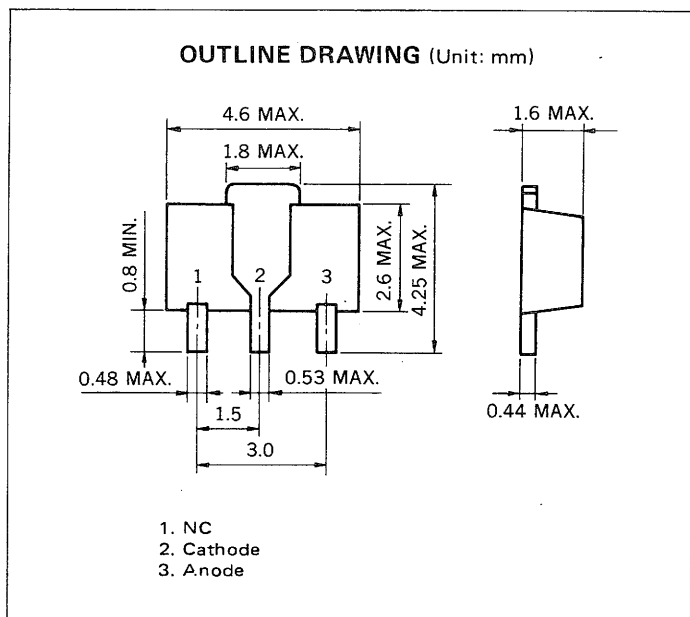 OUTLINE DRAWING (Unit: mm)
4.6 MAX.
1.6 MAX.
1.8 MAX.
0.8 MIN.
1 2 3
2.6 MAX.
4.25 MAX.
0.48 MAX.
0.53 MAX.
0.44 MAX.
1.5
3.0
1. NC
2. Cathode
3. Anode